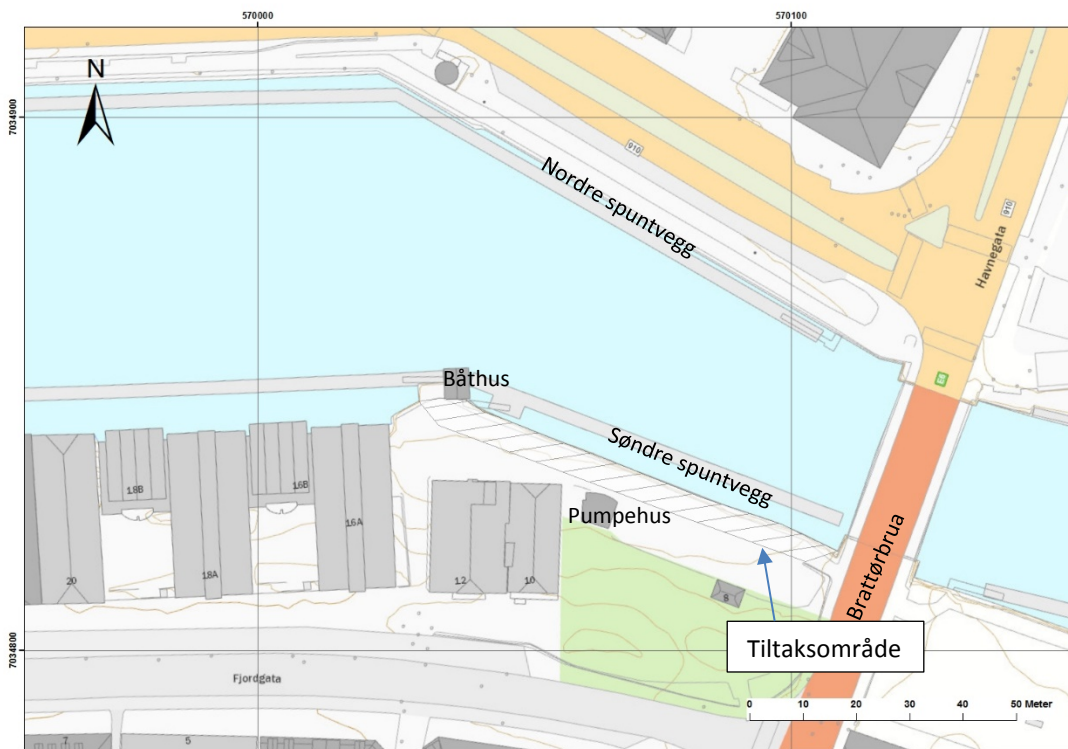 570000
570100
N
7034900
910
Nordre spuntvegg
910
Havnegata
Båthus
Søndre spuntvegg
18B
16B
16A
Pumpehus
20
18A
12
10
8
Brattørbrua
Tiltaksområde
7034800
Fjordgata
0 10 20 30 40 50 Meter
7
5